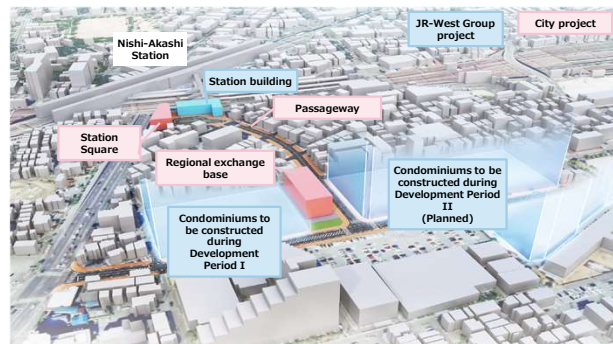 JR-West Group
project
City project
Nishi-Akashi
Station
Station building
Passageway
Station
Square
Regional exchange
base
Condominiums to be
constructed during
Development Period
II
(Planned)
Condominiums to
be constructed
during
Development
Period I